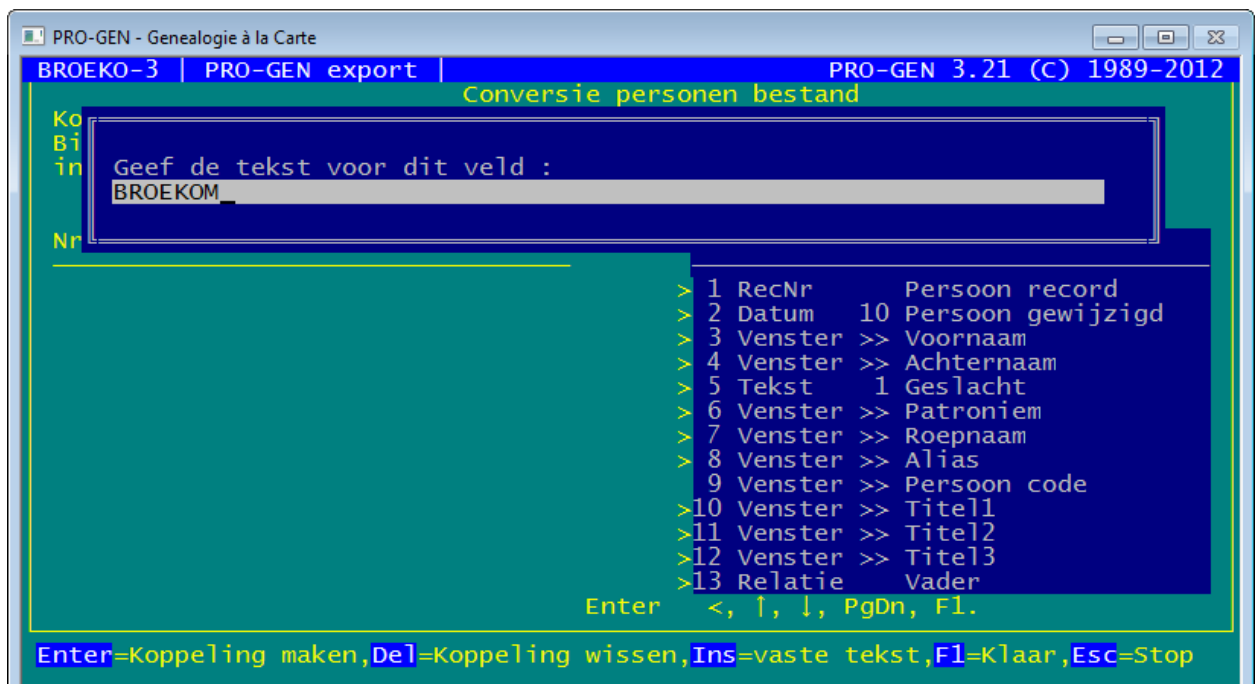 PRO-GEN - Genealogie à la Carte
BROEKO-3 | PRO-GEN export | PRO-GEN 3.21 (C) 1989-2012
Conversie personen bestand
Ko
Bi
in Geef de tekst voor dit veld :
BROEKOM_
Nr
> 1 RecNr Persoon record
> 2 Datum 10 Persoon gewijzigd
> 3 Venster >> Voornaam
> 4 Venster >> Achternaam
> 5 Tekst 1 Geslacht
> 6 Venster >> Patroniem
> 7 Venster >> Roepnaam
> 8 Venster >> Alias
9 Venster >> Persoon code
>10 Venster >> Titel1
>11 Venster >> Titel2
>12 Venster >> Titel3
>13 Relatie Vader
Enter <, ↑, ↓, PgDn, F1.
Enter=Koppeling maken,Del=Koppeling wissen,Ins=vaste tekst,F1=Klaar,Esc=Stop